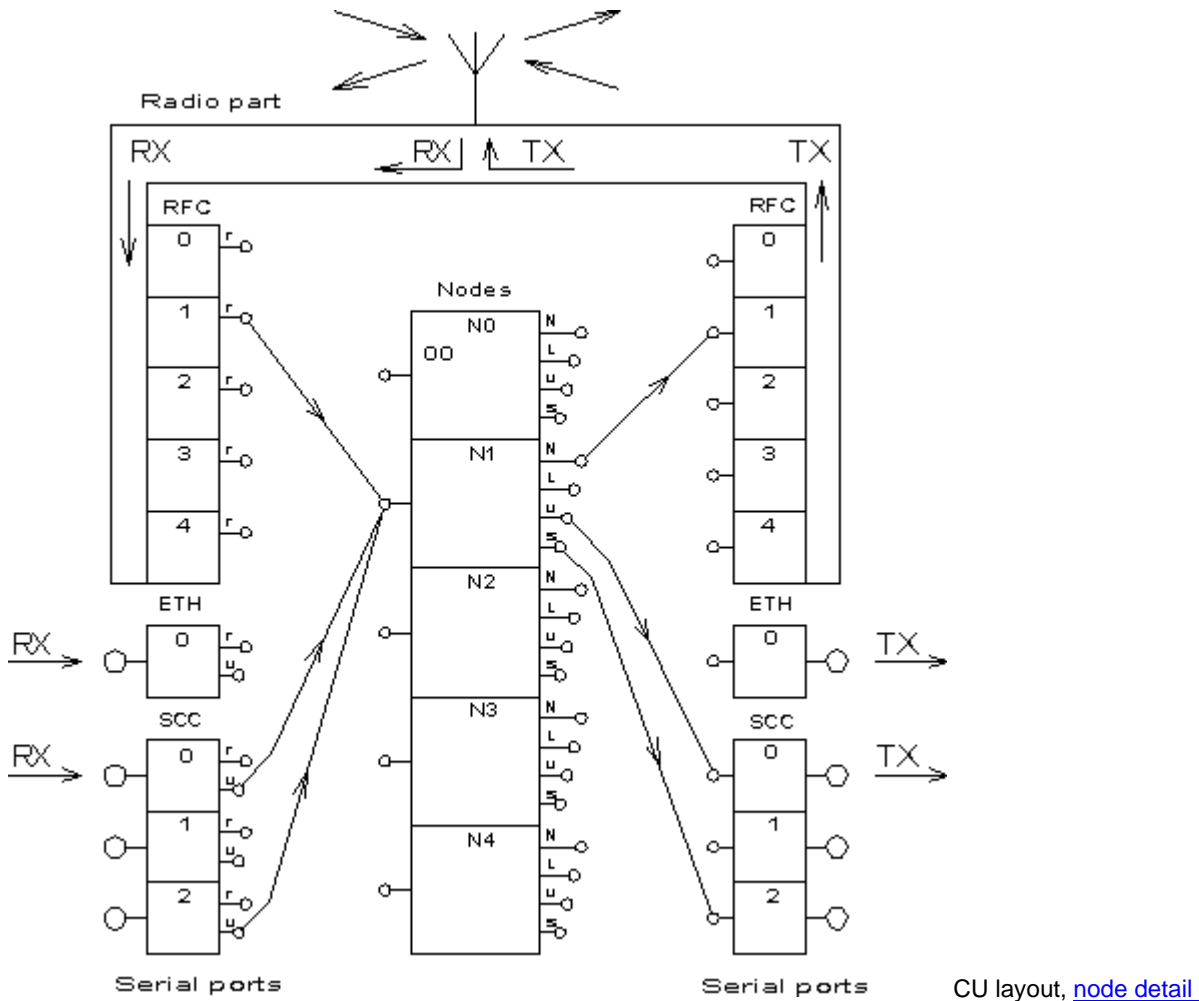 Radio part
RX
RX
TX
TX
RFC
0
r
1
r
2
r
3
r
4
r
ETH
RX
0
r
u
SCC
RX
0
r
u
1
r
u
2
r
u
Serial ports
Nodes
N0
00
N
L
u
s
N1
N
L
u
s
N2
N
L
u
s
N3
N
L
u
s
N4
N
L
u
s
RFC
0
1
2
3
4
ETH
0
TX
SCC
0
TX
1
2
Serial ports
CU layout, node detail